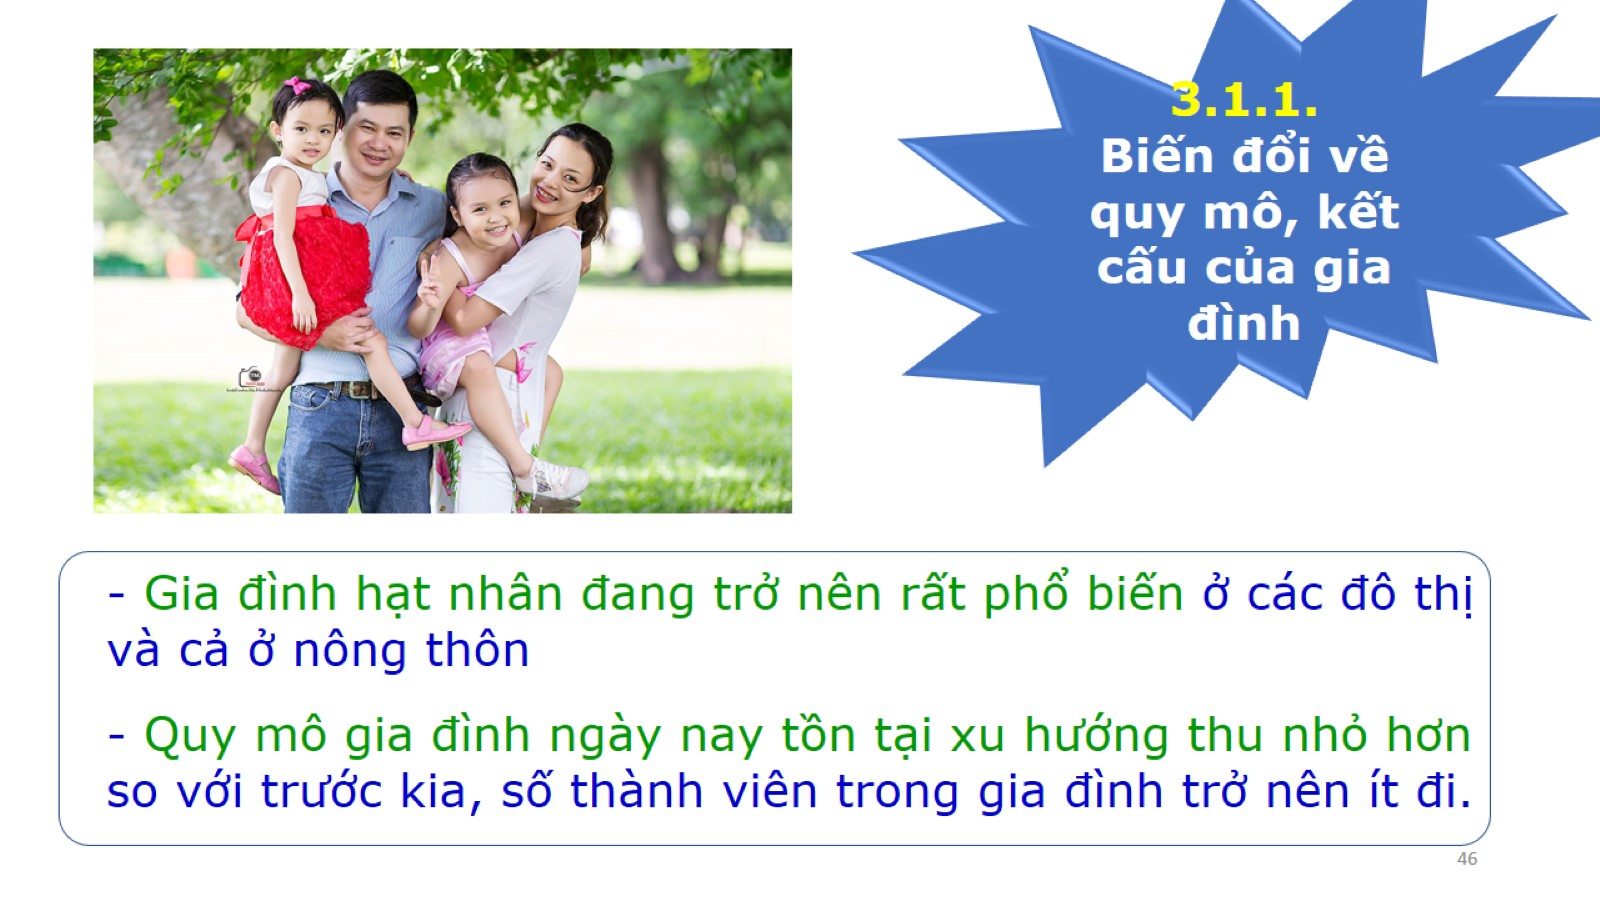 3.1.1.
Biến đổi về
quy mô, kết
cấu của gia
đình
- Gia đình hạt nhân đang trở nên rất phổ biến ở các đô thị
và cả ở nông thôn
- Quy mô gia đình ngày nay tồn tại xu hướng thu nhỏ hơn
so với trước kia, số thành viên trong gia đình trở nên ít đi.
46